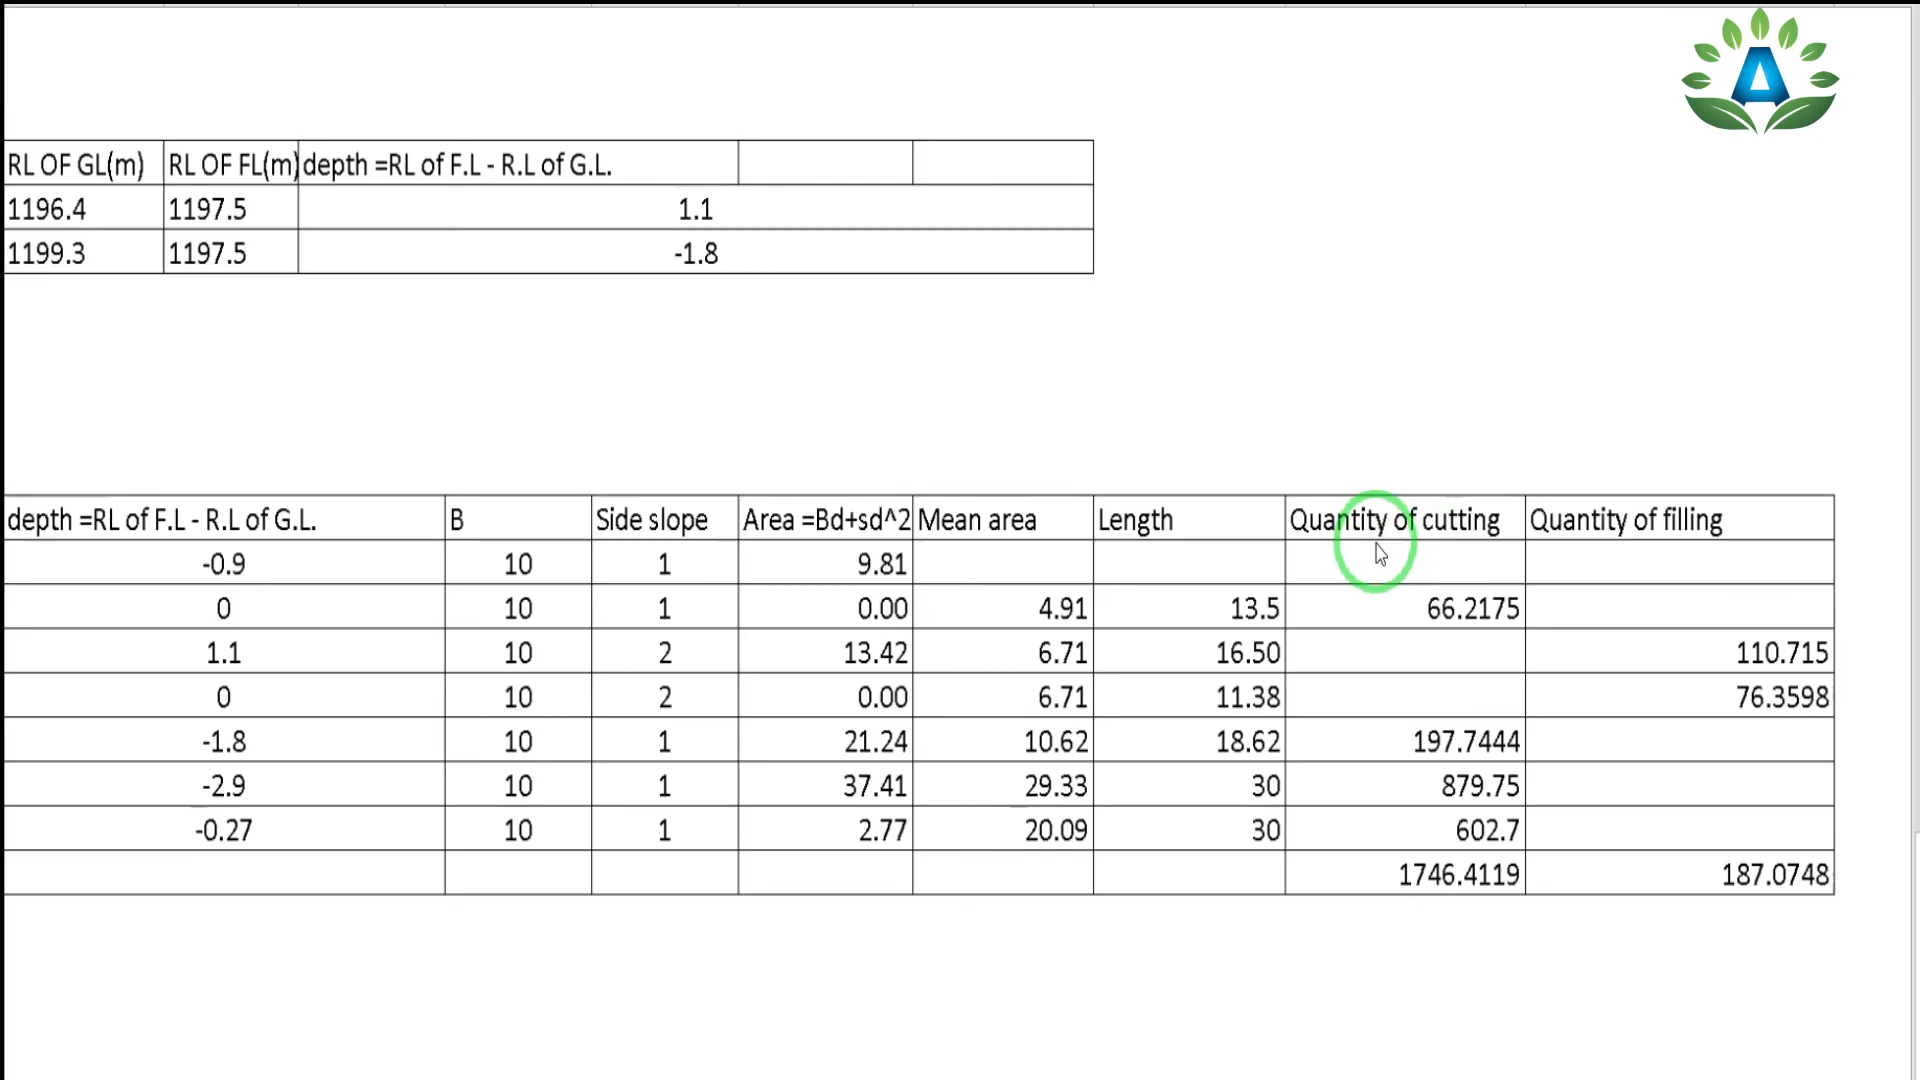 RL OF GL(m) RL OF FL(m) depth =RL of F.L - R.L of G.L.
1196.4 1197.5 1.1
1199.3 1197.5 -1.8
depth =RL of F.L - R.L of G.L. B Side slope Area =Bd+sd^2 Mean area Length Quantity of cutting Quantity of filling
-0.9 10 1 9.81
0 10 1 0.00 4.91 13.5 66.2175
1.1 10 2 13.42 6.71 16.50 110.715
0 10 2 0.00 6.71 11.38 76.3598
-1.8 10 1 21.24 10.62 18.62 197.7444
-2.9 10 1 37.41 29.33 30 879.75
-0.27 10 1 2.77 20.09 30 602.7
1746.4119 187.0748